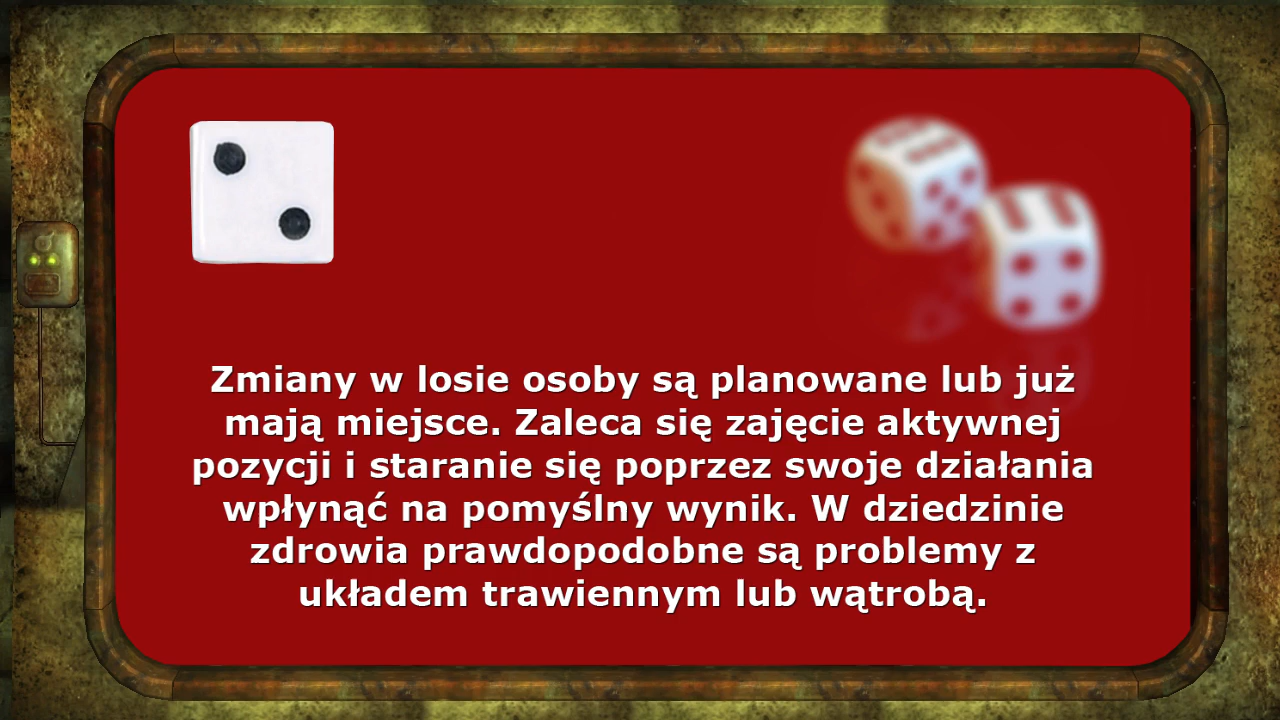 Zmiany w losie osoby są planowane lub już
mają miejsce. Zaleca się zajęcie aktywnej
pozycji i staranie się poprzez swoje działania
wpłynąć na pomyślny wynik. W dziedzinie
zdrowia prawdopodobne są problemy z
układem trawiennym lub wątrobą.